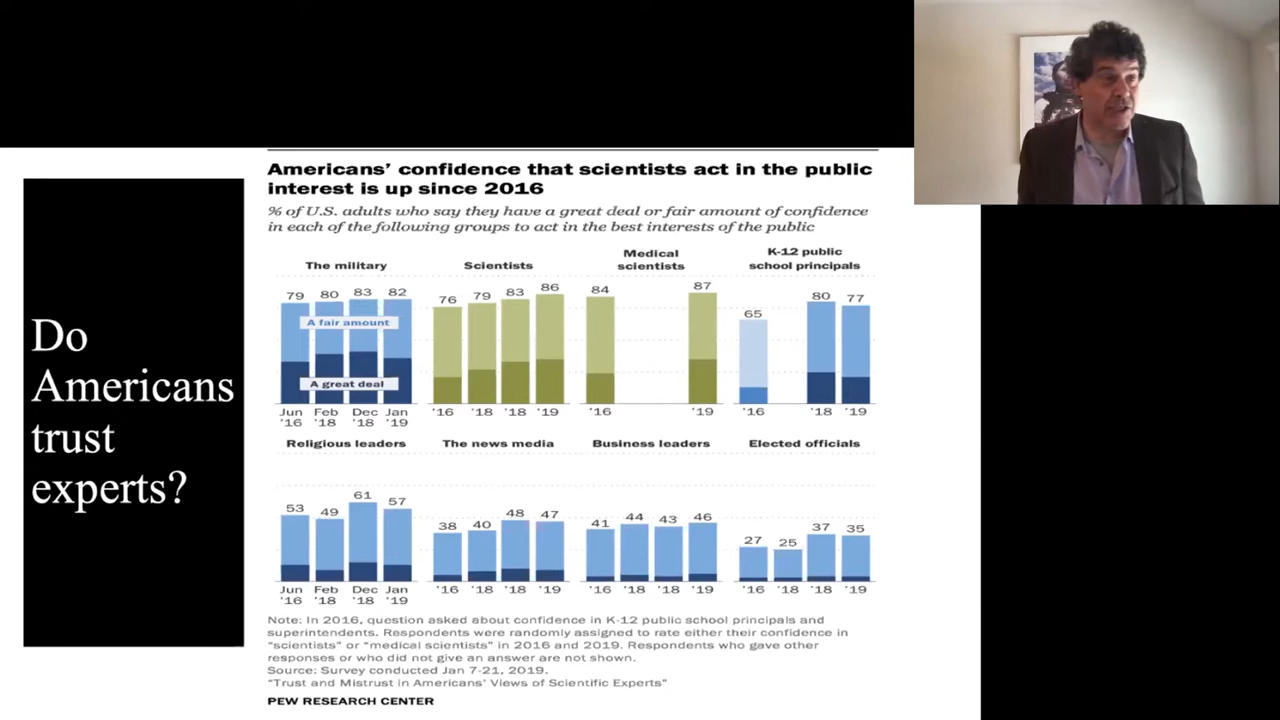 Do
Americans
trust
experts?
Americans' confidence that scientists act in the public
interest is up since 2016
% of U.S. adults who say they have a great deal or fair amount of confidence
in each of the following groups to act in the best interests of the public
The military
79 80 83 82
A fair amount
A great deal
Jun Feb Dec Jan
'16 '18 '18 '19
Scientists
76 79 83 86
'16 '18 '18 '19
Medical
scientists
84 87
'16 '19
K-12 public
school principals
65 80 77
'16 '18 '19
Religious leaders
53 49 61 57
Jun Feb Dec Jan
'16 '18 '18 '19
The news media
38 40 48 47
'16 '18 '18 '19
Business leaders
41 44 43 46
'16 '18 '18 '19
Elected officials
27 25 37 35
'16 '18 '18 '19
Note: In 2016, question asked about confidence in K-12 public school principals and
superintendents. Respondents were randomly assigned to rate either their confidence in
"scientists" or "medical scientists" in 2016 and 2019. Respondents who gave other
responses or who did not give an answer are not shown.
Source: Survey conducted Jan 7-21, 2019.
"Trust and Mistrust in Americans' Views of Scientific Experts"
PEW RESEARCH CENTER